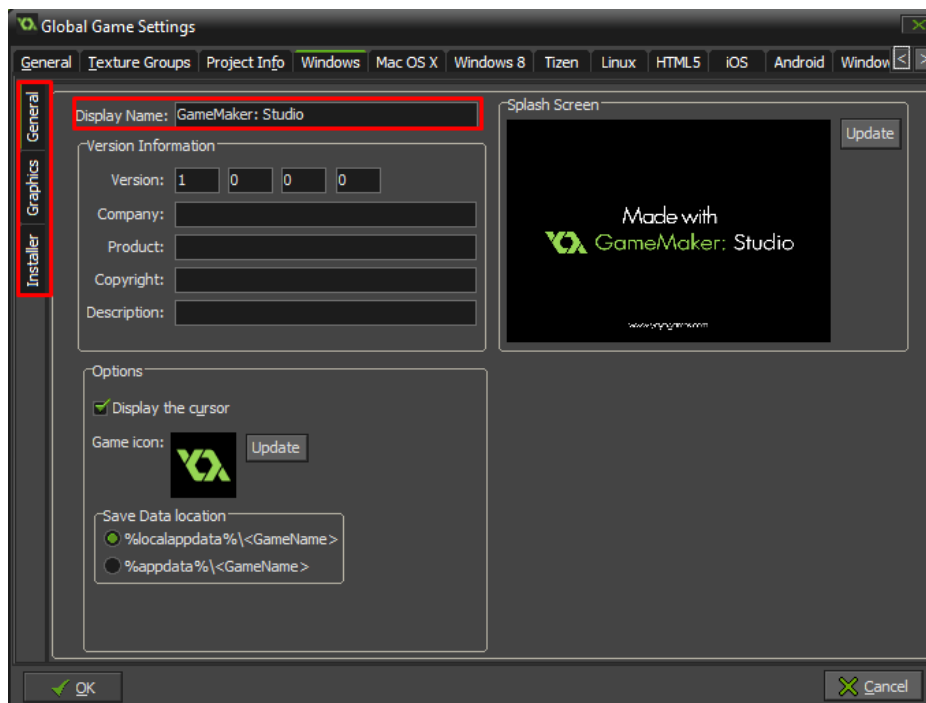 Global Game Settings
General Texture Groups Project Info Windows Mac OS X Windows 8 Tizen Linux HTML5 iOS Android Window
General
Graphics
Installer
Display Name: GameMaker: Studio
Version Information
Version: 1 0 0 0
Company:
Product:
Copyright:
Description:
Splash Screen
Update
Made with
GameMaker: Studio
www.yoyogames.com
Options
Display the cursor
Game icon:
Update
Save Data location
%localappdata%\<GameName>
%appdata%\<GameName>
OK
Cancel